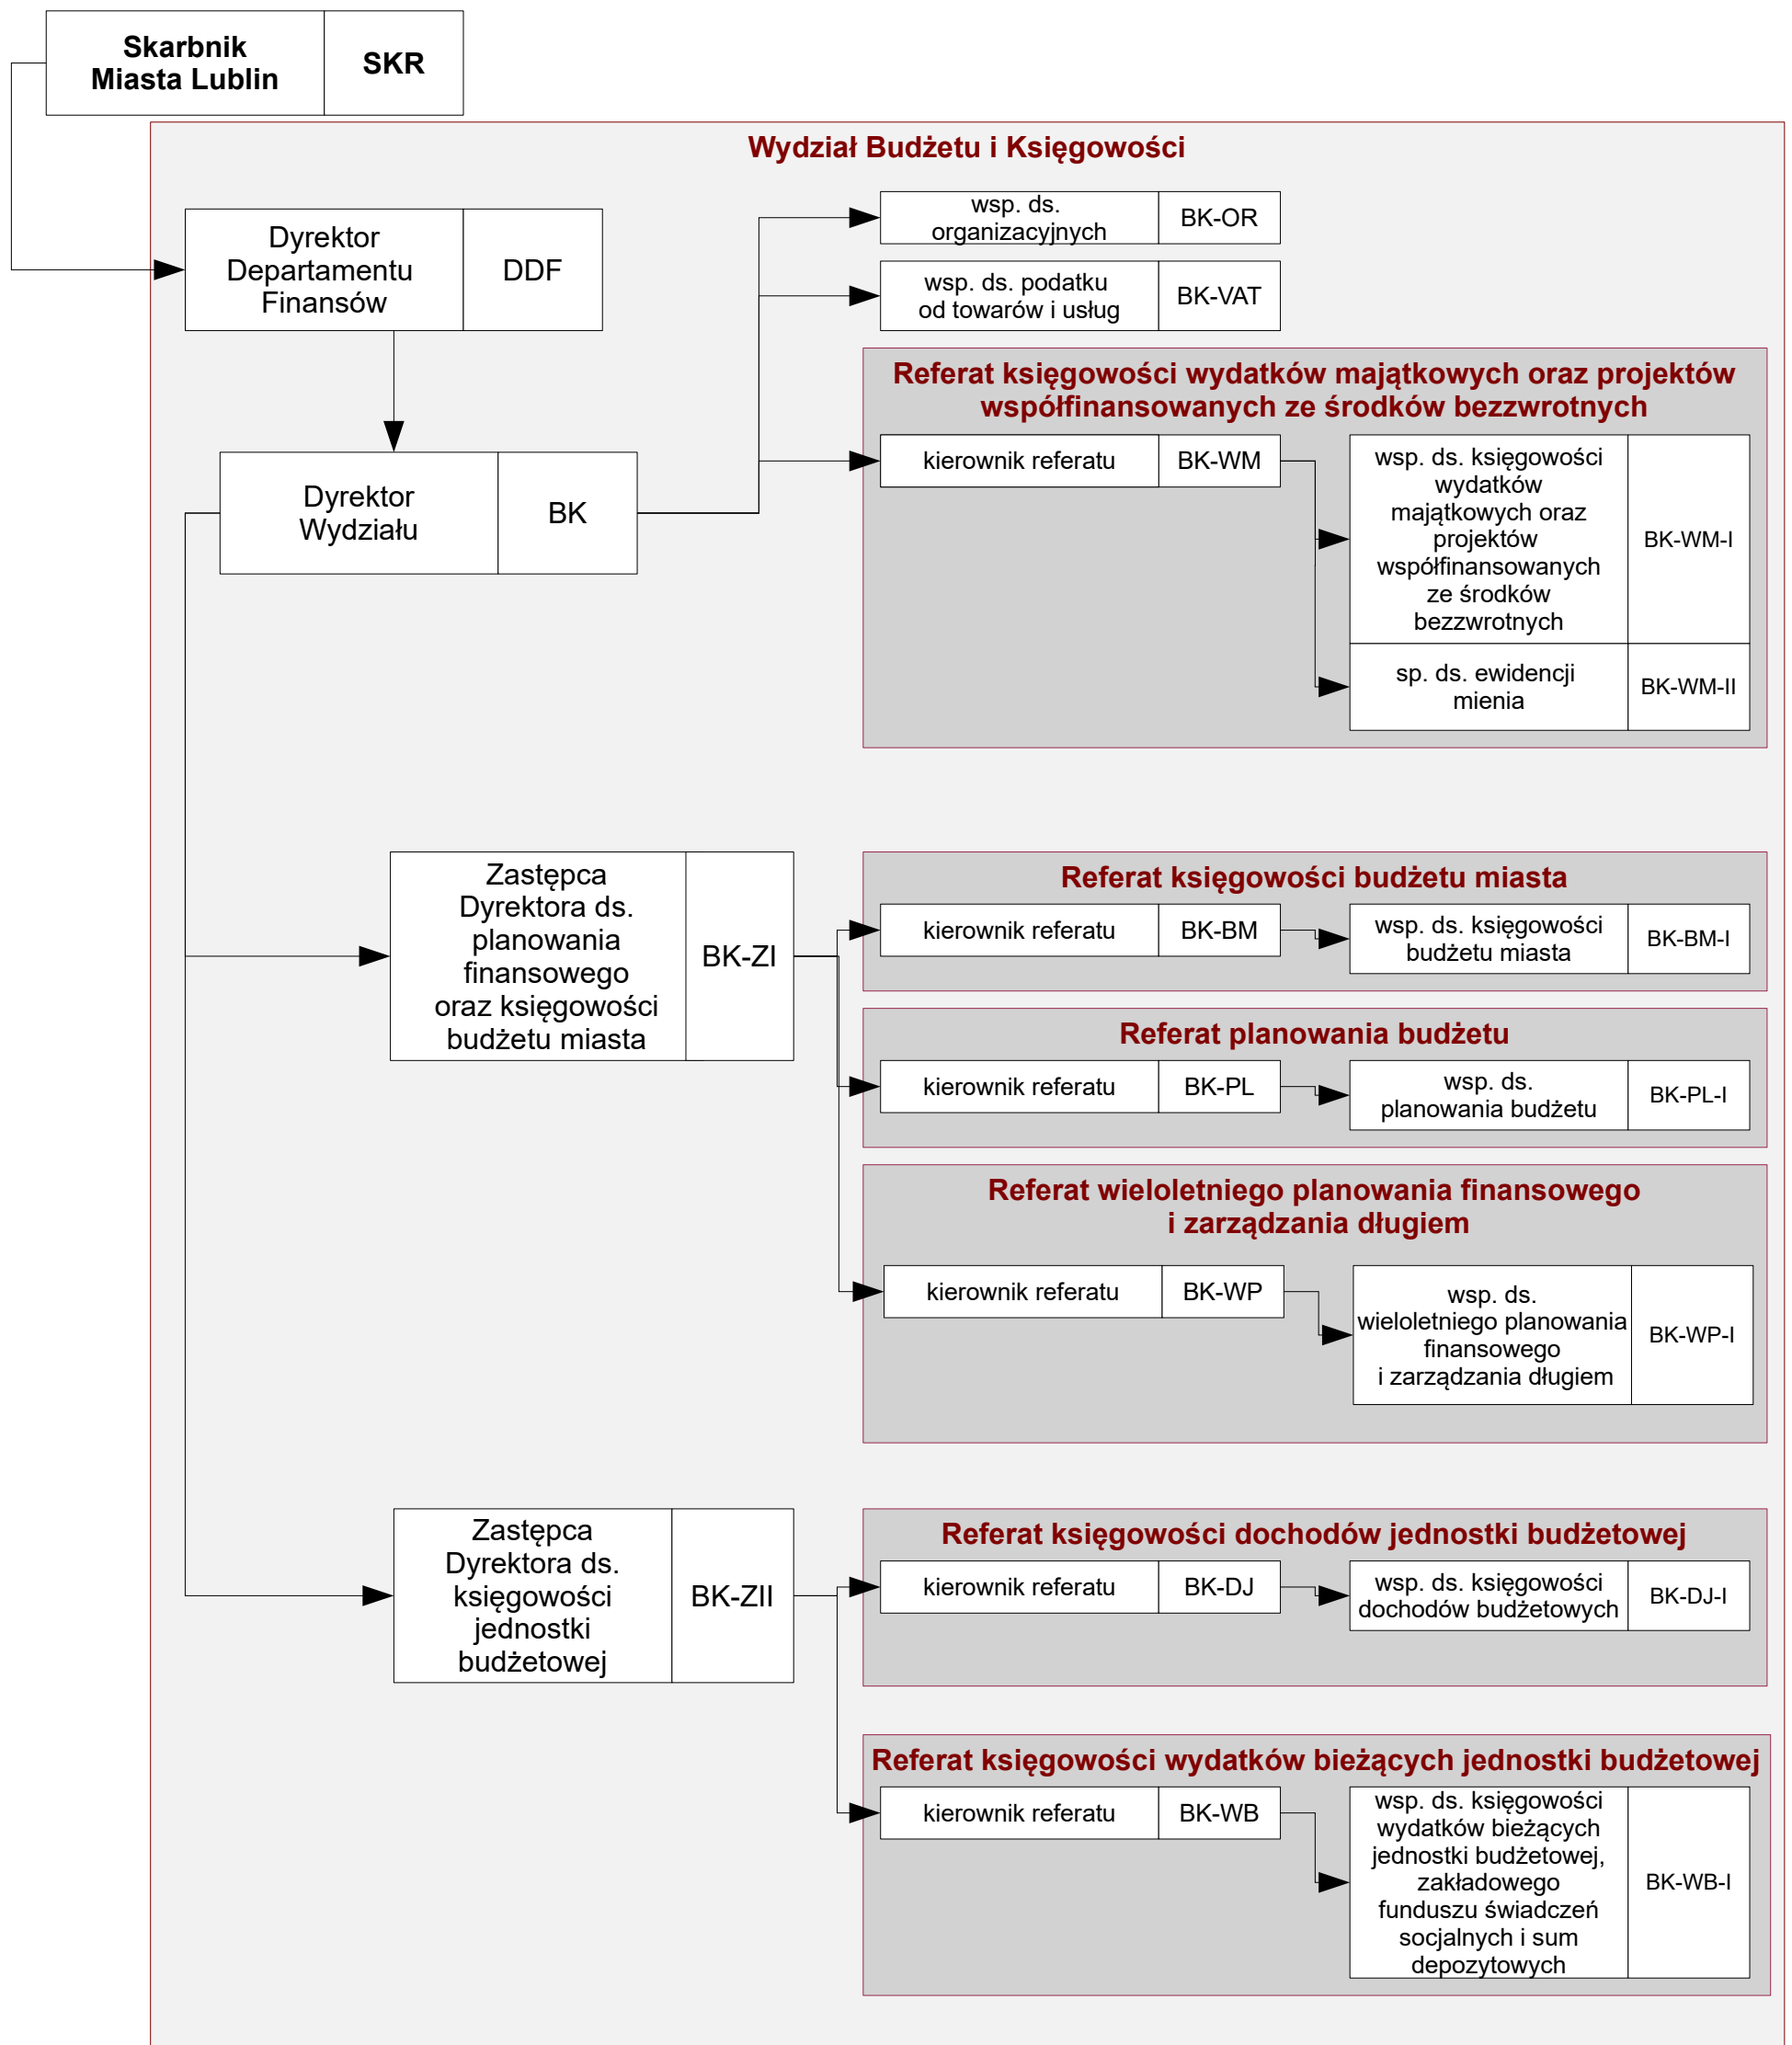 Skarbnik
Miasta Lublin
SKR
Wydział Budżetu i Księgowości
Dyrektor
Departamentu
Finansów
DDF
Dyrektor
Wydziału
BK
wsp. ds.
organizacyjnych
BK-OR
wsp. ds. podatku
od towarów i usług
BK-VAT
Referat księgowości wydatków majątkowych oraz projektów
współfinansowanych ze środków bezzwrotnych
kierownik referatu
BK-WM
wsp. ds. księgowości
wydatków
majątkowych oraz
projektów
współfinansowanych
ze środków
bezzwrotnych
BK-WM-I
sp. ds. ewidencji
mienia
BK-WM-II
Zastępca
Dyrektora ds.
planowania
finansowego
oraz księgowości
budżetu miasta
BK-ZI
Referat księgowości budżetu miasta
kierownik referatu
BK-BM
wsp. ds. księgowości
budżetu miasta
BK-BM-I
Referat planowania budżetu
kierownik referatu
BK-PL
wsp. ds.
planowania budżetu
BK-PL-I
Referat wieloletniego planowania finansowego
i zarządzania długiem
kierownik referatu
BK-WP
wsp. ds.
wieloletniego planowania
finansowego
i zarządzania długiem
BK-WP-I
Zastępca
Dyrektora ds.
księgowości
jednostki
budżetowej
BK-ZII
Referat księgowości dochodów jednostki budżetowej
kierownik referatu
BK-DJ
wsp. ds. księgowości
dochodów budżetowych
BK-DJ-I
Referat księgowości wydatków bieżących jednostki budżetowej
kierownik referatu
BK-WB
wsp. ds. księgowości
wydatków bieżących
jednostki budżetowej,
zakładowego
funduszu świadczeń
socjalnych i sum
depozytowych
BK-WB-I